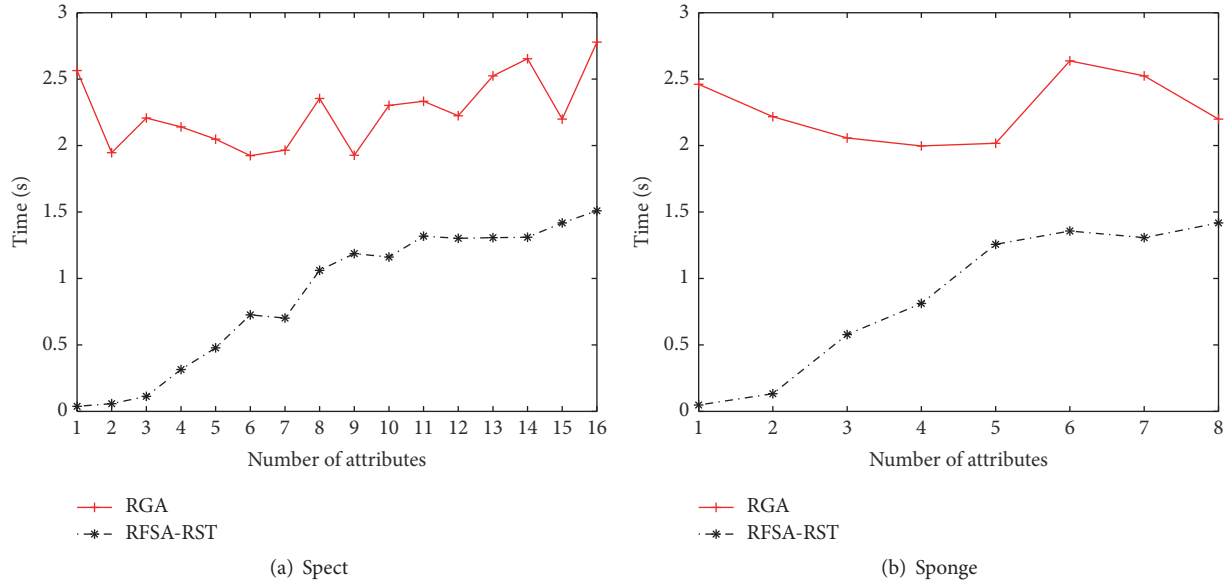 3
2.5
2
1.5
1
0.5
0
Time (s)
1 2 3 4 5 6 7 8 9 10 11 12 13 14 15 16
Number of attributes
RGA
RFSA-RST
(a) Spect
3
2.5
2
1.5
1
0.5
0
Time (s)
1 2 3 4 5 6 7 8
Number of attributes
RGA
RFSA-RST
(b) Sponge